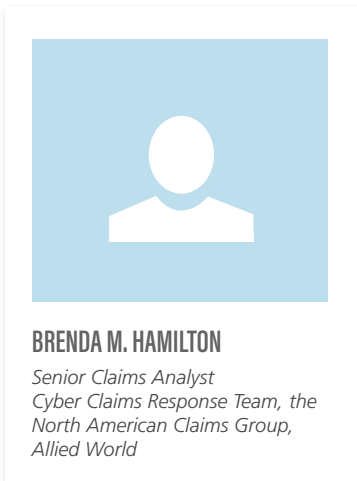 BRENDA M. HAMILTON
Senior Claims Analyst
Cyber Claims Response Team, the
North American Claims Group,
Allied World